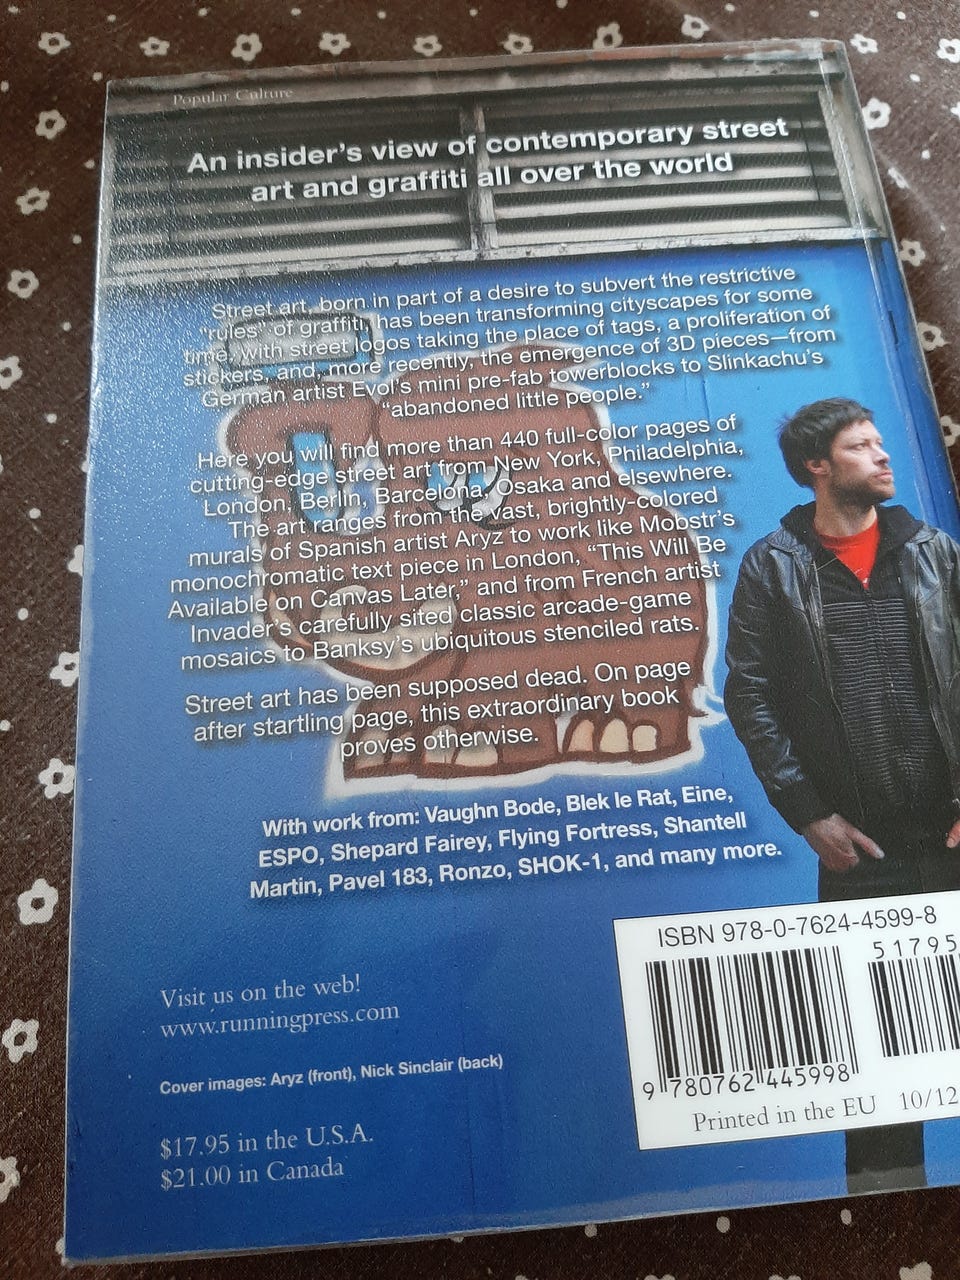 Popular Culture
An insider's view of contemporary street
art and graffiti all over the world
Street art, born in part of a desire to subvert the restrictive
"rules" of graffiti, has been transforming cityscapes for some
time, with street logos taking the place of tags, a proliferation of
stickers, and, more recently, the emergence of 3D pieces—from
German artist Evol's mini pre-fab towerblocks to Slinkachu's
"abandoned little people."
Here you will find more than 440 full-color pages of
cutting-edge street art from New York, Philadelphia,
London, Berlin, Barcelona, Osaka and elsewhere.
The art ranges from the vast, brightly-colored
murals of Spanish artist Aryz to work like Mobstr's
monochromatic text piece in London, "This Will Be
Available on Canvas Later," and from French artist
Invader's carefully sited classic arcade-game
mosaics to Banksy's ubiquitous stenciled rats.
Street art has been supposed dead. On page
after startling page, this extraordinary book
proves otherwise.
With work from: Vaughn Bode, Blek le Rat, Eine,
ESPO, Shepard Fairey, Flying Fortress, Shantell
Martin, Pavel 183, Ronzo, SHOK-1, and many more.
ISBN 978-0-7624-4599-8
51795
9 780762 445998
Printed in the EU 10/12
Visit us on the web!
www.runningpress.com
Cover images: Aryz (front), Nick Sinclair (back)
$17.95 in the U.S.A.
$21.00 in Canada